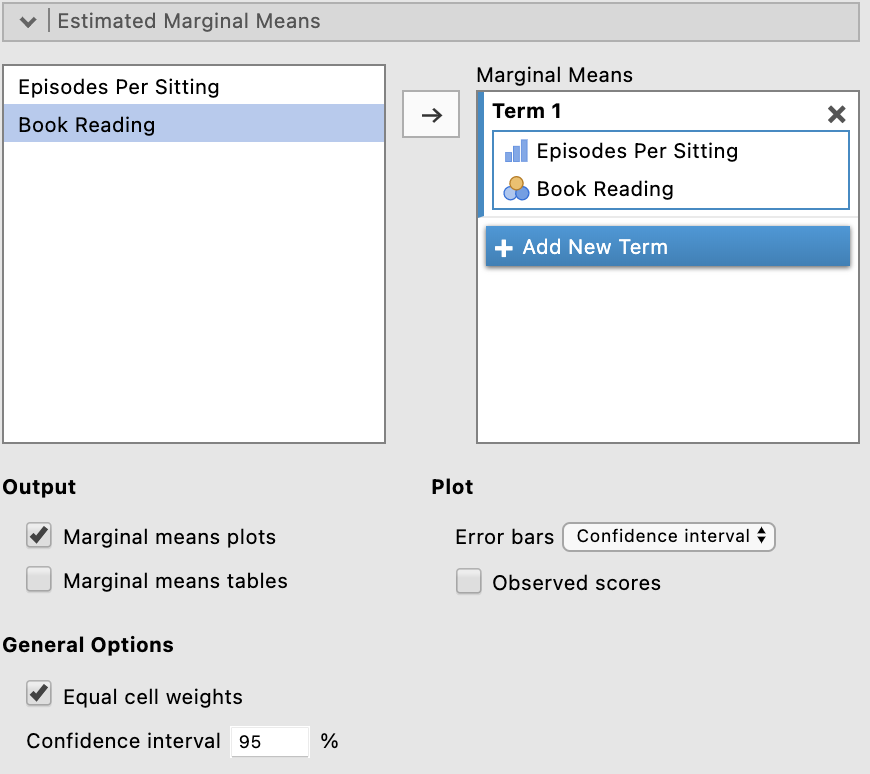 Estimated Marginal Means
Episodes Per Sitting
Book Reading
Marginal Means
Term 1
Episodes Per Sitting
Book Reading
Add New Term
Output
Marginal means plots
Marginal means tables
Plot
Error bars Confidence interval
Observed scores
General Options
Equal cell weights
Confidence interval 95 %